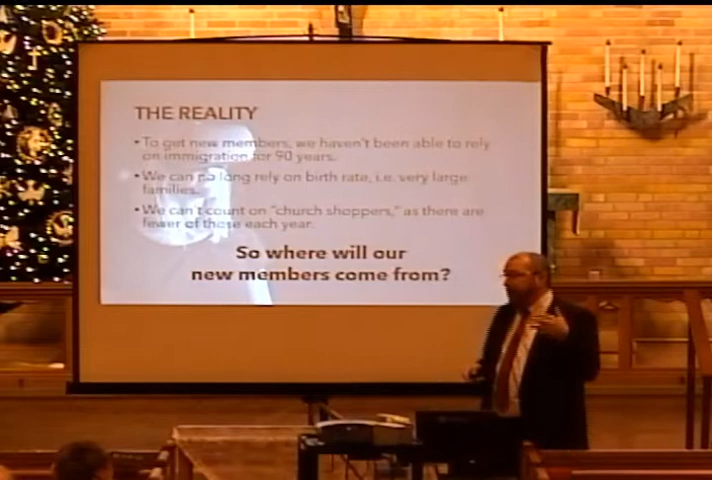 THE REALITY
• To get new members, we haven't been able to rely
on immigration for 90 years.
• We can no long rely on birth rate, i.e. very large
families.
• We can't count on "church shoppers," as there are
fewer of those each year.
So where will our
new members come from?